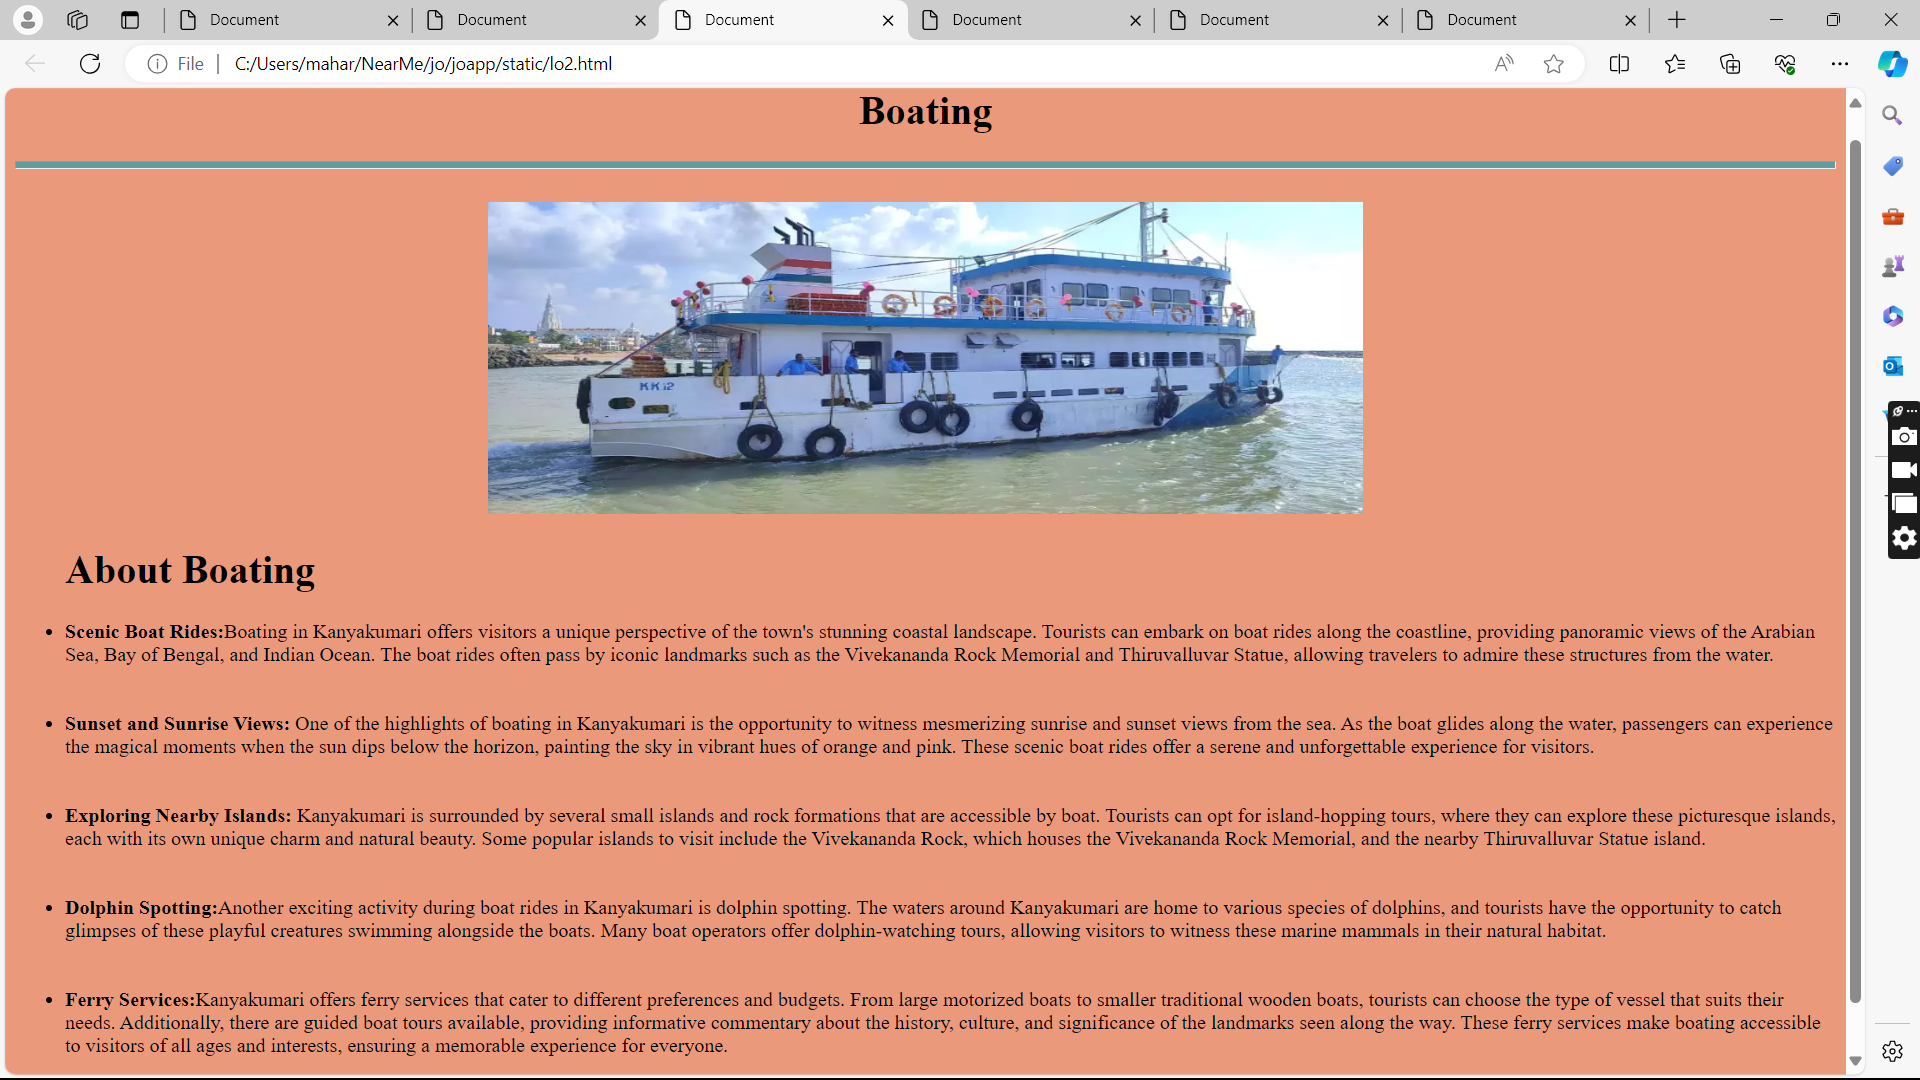 Document
Document
Document
Document
Document
Document
File
C:/Users/mahar/NearMe/jo/joapp/static/lo2.html
Boating
KK 12
About Boating
Scenic Boat Rides:Boating in Kanyakumari offers visitors a unique perspective of the town's stunning coastal landscape. Tourists can embark on boat rides along the coastline, providing panoramic views of the Arabian
Sea, Bay of Bengal, and Indian Ocean. The boat rides often pass by iconic landmarks such as the Vivekananda Rock Memorial and Thiruvalluvar Statue, allowing travelers to admire these structures from the water.
Sunset and Sunrise Views: One of the highlights of boating in Kanyakumari is the opportunity to witness mesmerizing sunrise and sunset views from the sea. As the boat glides along the water, passengers can experience
the magical moments when the sun dips below the horizon, painting the sky in vibrant hues of orange and pink. These scenic boat rides offer a serene and unforgettable experience for visitors.
Exploring Nearby Islands: Kanyakumari is surrounded by several small islands and rock formations that are accessible by boat. Tourists can opt for island-hopping tours, where they can explore these picturesque islands,
each with its own unique charm and natural beauty. Some popular islands to visit include the Vivekananda Rock, which houses the Vivekananda Rock Memorial, and the nearby Thiruvalluvar Statue island.
Dolphin Spotting:Another exciting activity during boat rides in Kanyakumari is dolphin spotting. The waters around Kanyakumari are home to various species of dolphins, and tourists have the opportunity to catch
glimpses of these playful creatures swimming alongside the boats. Many boat operators offer dolphin-watching tours, allowing visitors to witness these marine mammals in their natural habitat.
Ferry Services:Kanyakumari offers ferry services that cater to different preferences and budgets. From large motorized boats to smaller traditional wooden boats, tourists can choose the type of vessel that suits their
needs. Additionally, there are guided boat tours available, providing informative commentary about the history, culture, and significance of the landmarks seen along the way. These ferry services make boating accessible
to visitors of all ages and interests, ensuring a memorable experience for everyone.